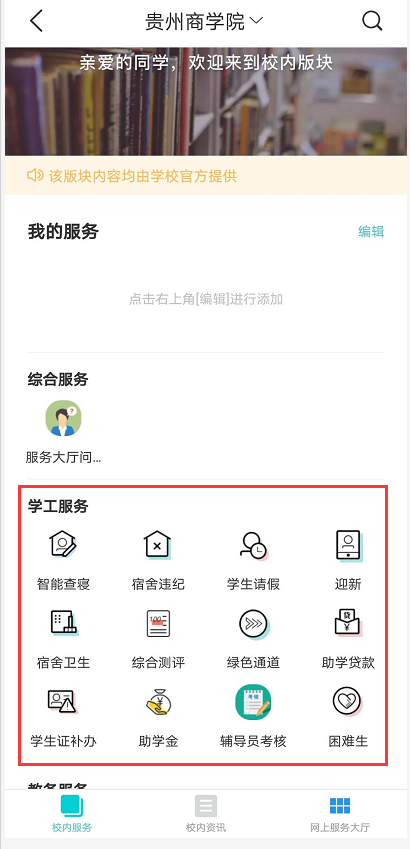 贵州商学院
亲爱的同学，欢迎来到校内版块
该版块内容均由学校官方提供
我的服务 编辑
点击右上角[编辑]进行添加
综合服务
服务大厅问...
学工服务
智能查寝 宿舍违纪 学生请假 迎新
宿舍卫生 综合测评 绿色通道 助学贷款
学生证补办 助学金 辅导员考核 困难生
教务服务
校内服务 校内资讯 网上服务大厅